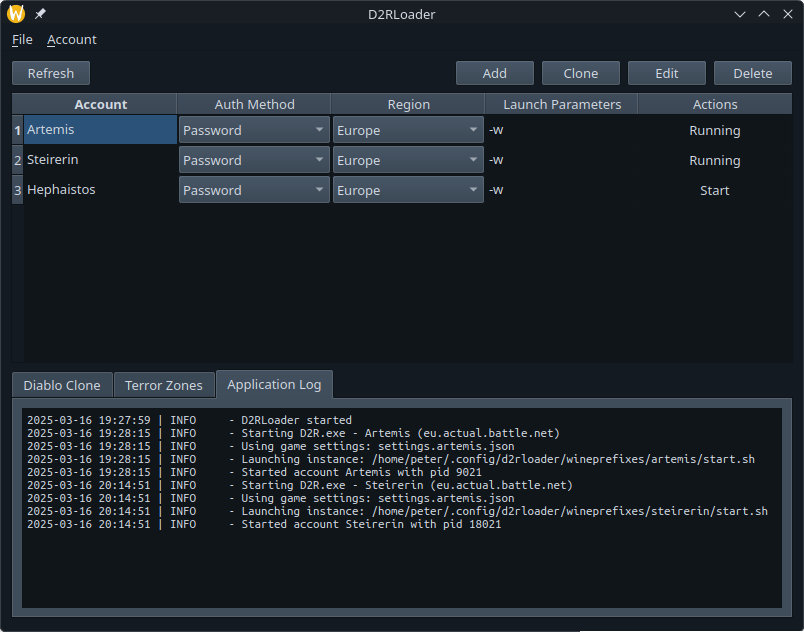 D2RLoader
File Account
Refresh Add Clone Edit Delete
Account Auth Method Region Launch Parameters Actions
1 Artemis Password Europe -w Running
2 Steirerin Password Europe -w Running
3 Hephaistos Password Europe -w Start
Diablo Clone Terror Zones Application Log
2025-03-16 19:27:59 | INFO - D2RLoader started
2025-03-16 19:28:15 | INFO - Starting D2R.exe - Artemis (eu.actual.battle.net)
2025-03-16 19:28:15 | INFO - Using game settings: settings.artemis.json
2025-03-16 19:28:15 | INFO - Launching instance: /home/peter/.config/d2rloader/wineprefixes/artemis/start.sh
2025-03-16 19:28:15 | INFO - Started account Artemis with pid 9021
2025-03-16 20:14:51 | INFO - Starting D2R.exe - Steirerin (eu.actual.battle.net)
2025-03-16 20:14:51 | INFO - Using game settings: settings.artemis.json
2025-03-16 20:14:51 | INFO - Launching instance: /home/peter/.config/d2rloader/wineprefixes/steirerin/start.sh
2025-03-16 20:14:51 | INFO - Started account Steirerin with pid 18021